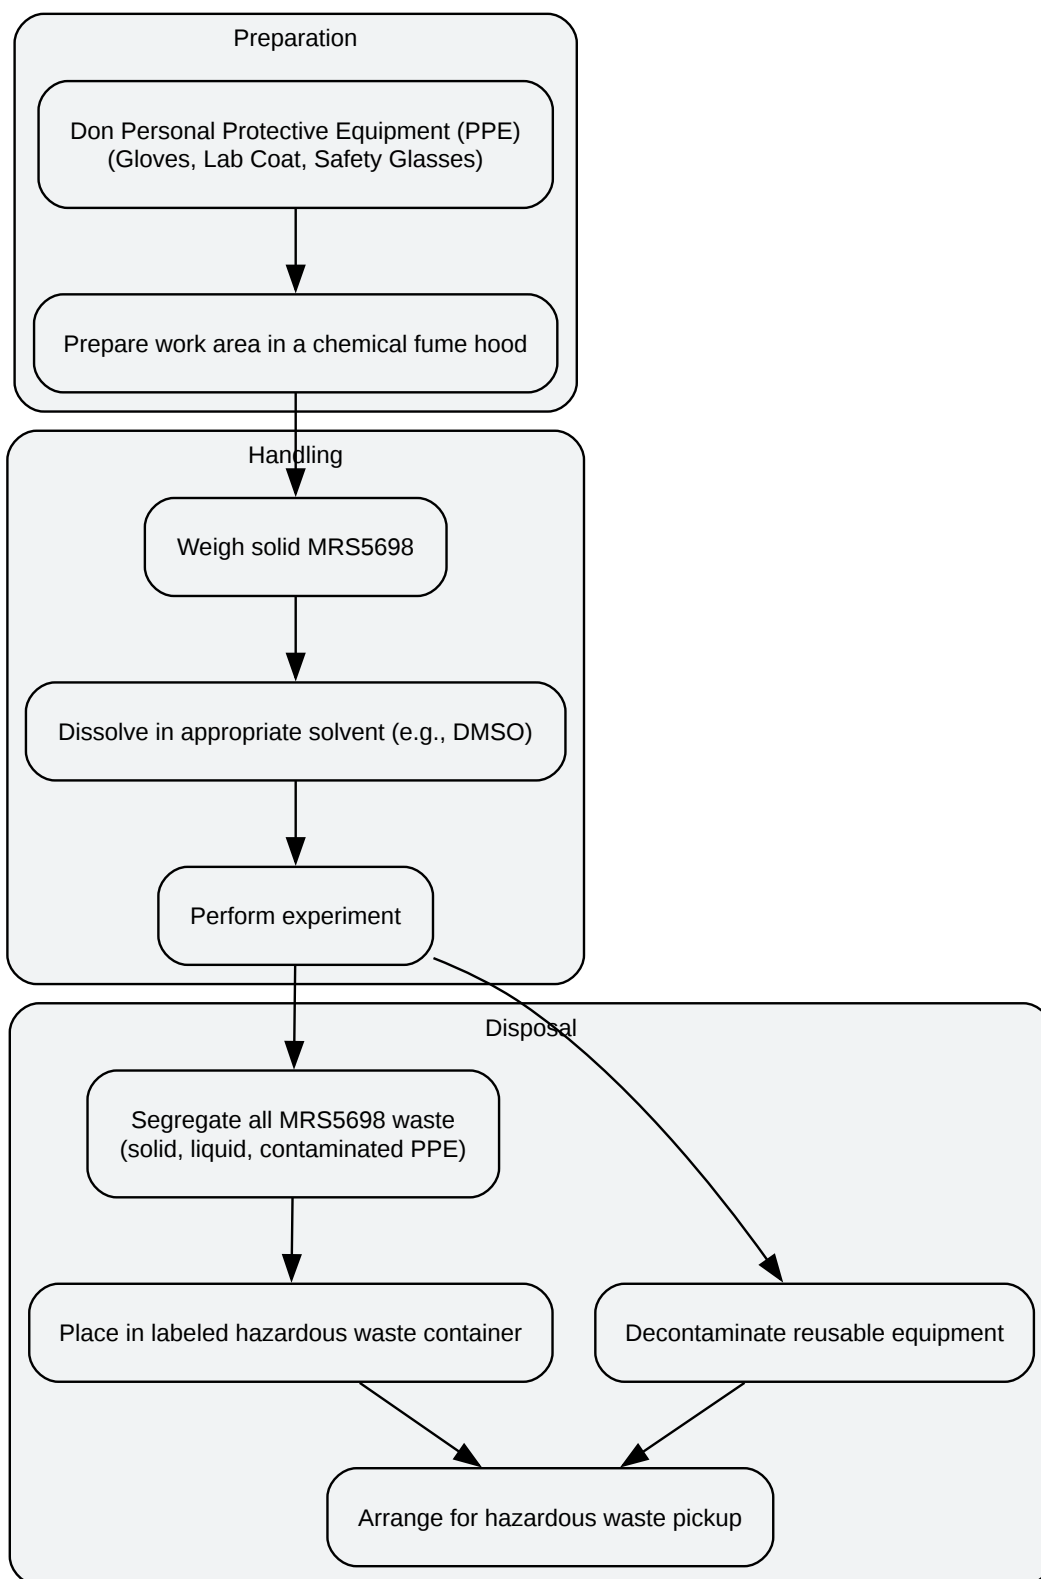 Preparation
Don Personal Protective Equipment (PPE)
(Gloves, Lab Coat, Safety Glasses)
Prepare work area in a chemical fume hood
Handling
Weigh solid MRS5698
Dissolve in appropriate solvent (e.g., DMSO)
Perform experiment
Disposal
Segregate all MRS5698 waste
(solid, liquid, contaminated PPE)
Place in labeled hazardous waste container
Decontaminate reusable equipment
Arrange for hazardous waste pickup